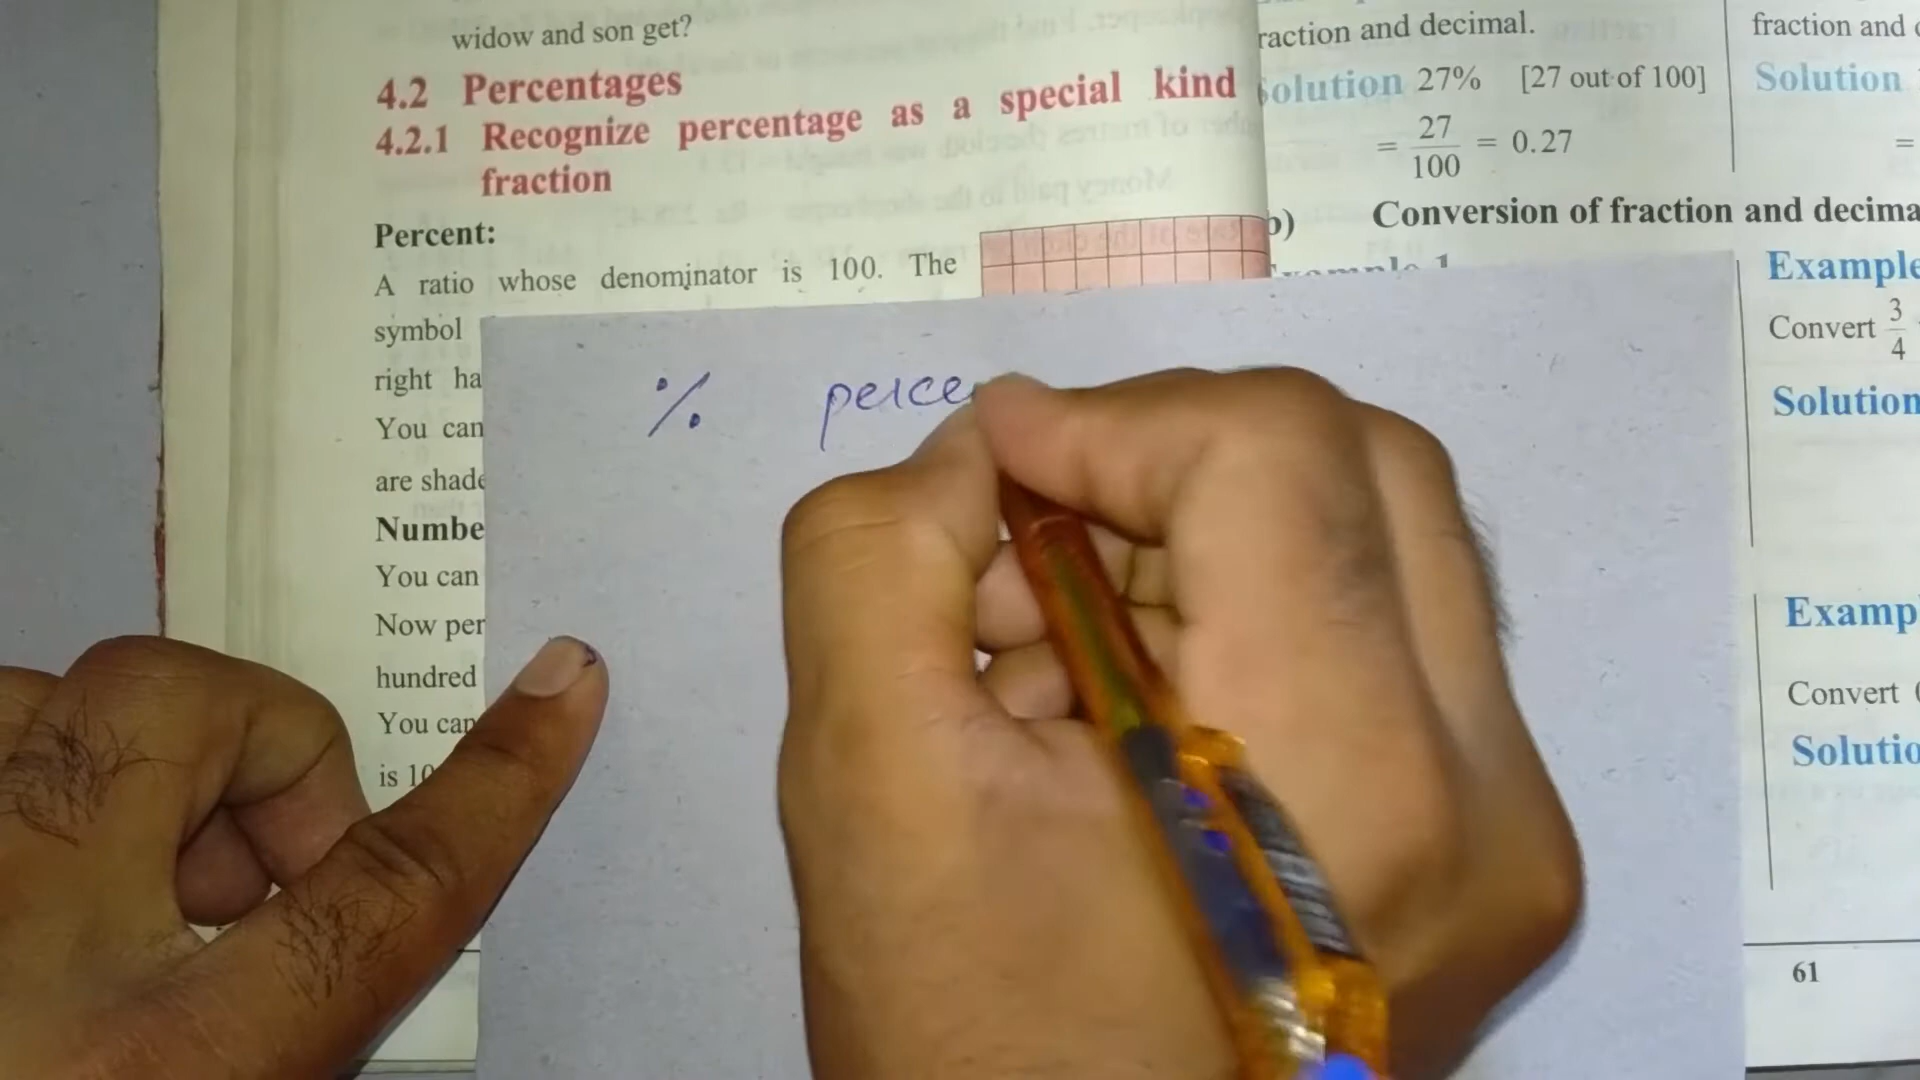 widow and son get?
4.2 Percentages
4.2.1 Recognize percentage as a special kind
fraction
Percent:
A ratio whose denominator is 100. The
symbol
right ha
You can
are shade
Numbe
You can
Now per
hundred
You can
is 10
% perce
raction and decimal.
Solution 27% [27 out of 100]
= 27/100 = 0.27
b) Conversion of fraction and decima
Example 1
fraction and
Solution
=
Example
Convert 3/4
Solution
Examp
Convert
Solutio
61